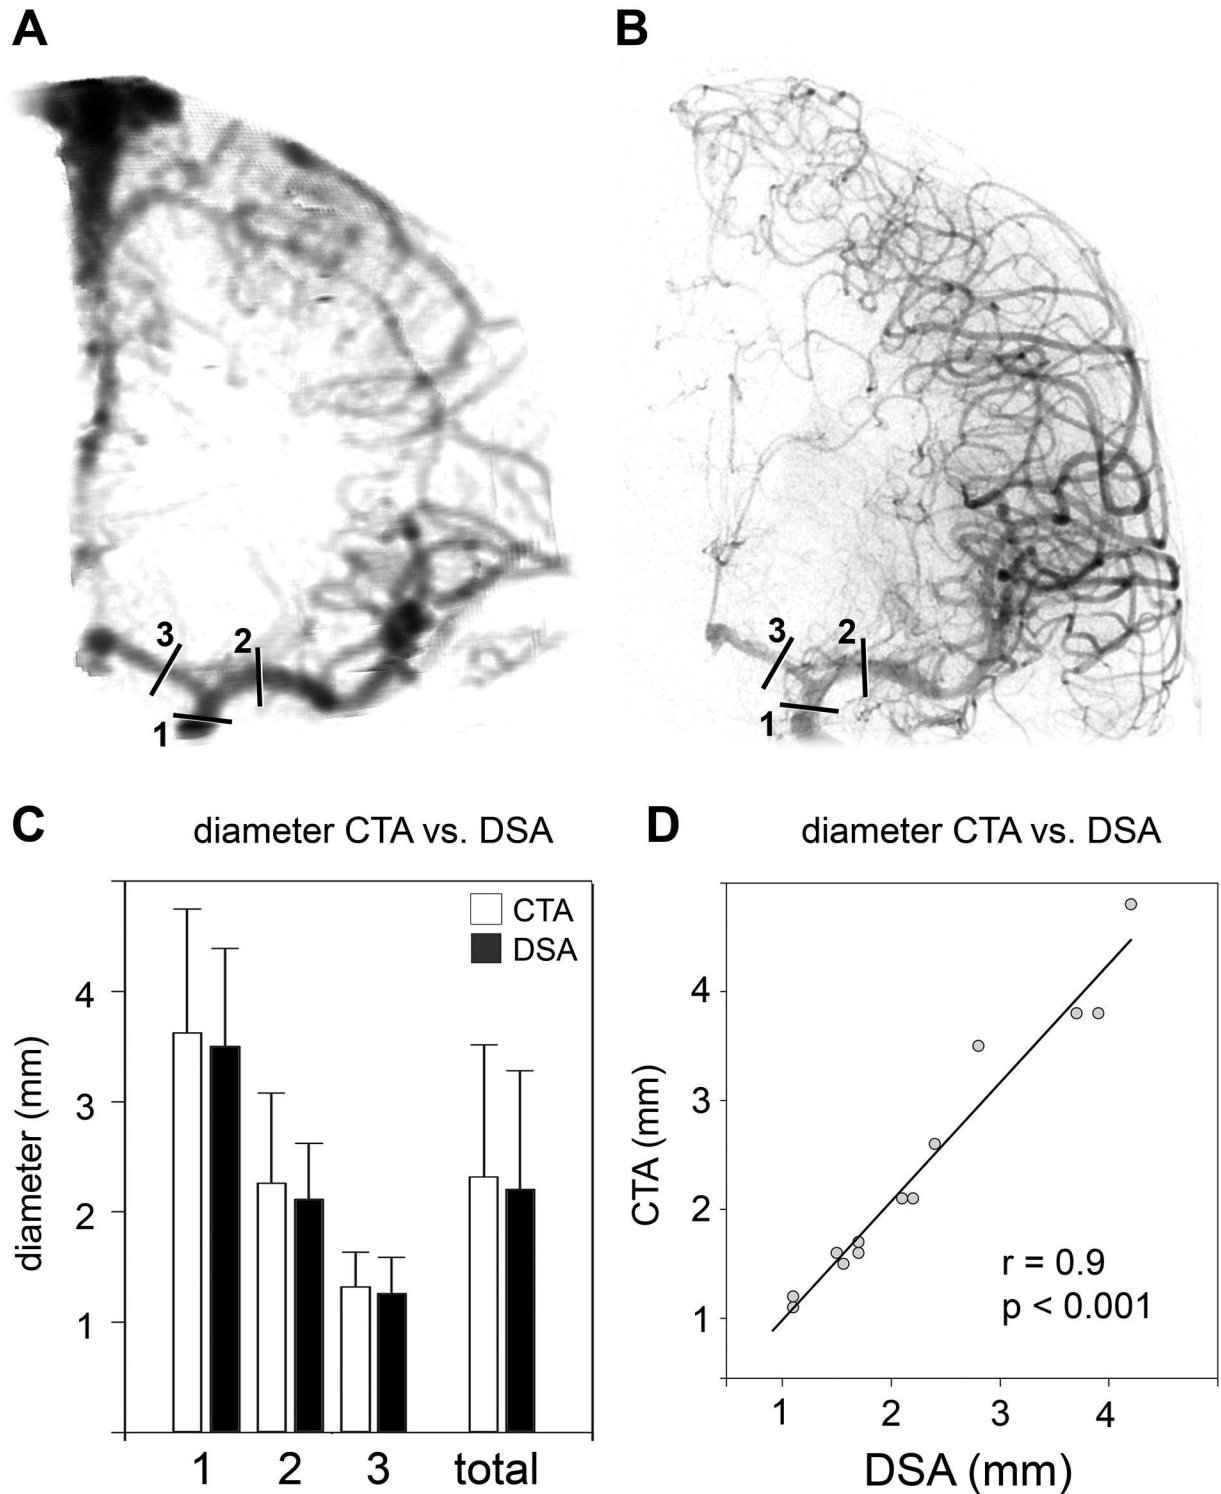 A
B
3
2
1
3
2
1
C
diameter CTA vs. DSA
diameter (mm)
4
3
2
1
CTA
DSA
1 2 3 total
D
diameter CTA vs. DSA
CTA (mm)
4
3
2
1
r = 0.9
p < 0.001
1 2 3 4
DSA (mm)